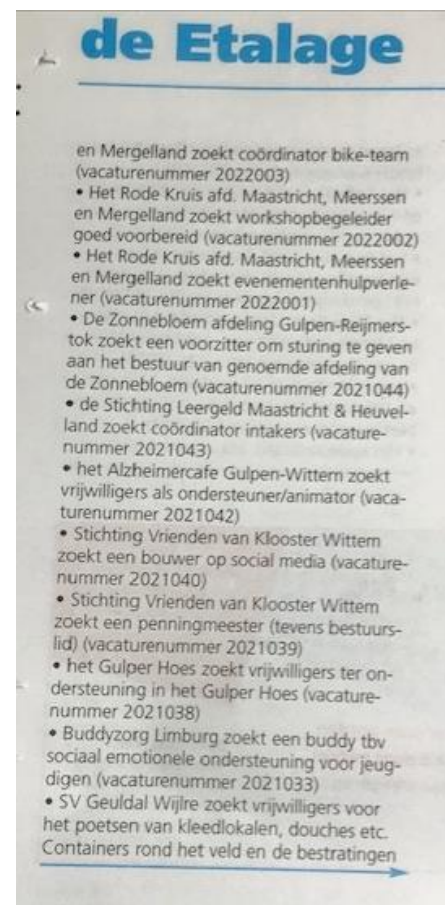 de Etalage
en Mergelland zoekt coördinator bike-team
(vacaturenummer 2022003)
• Het Rode Kruis afd. Maastricht, Meerssen
en Mergelland zoekt workshopbegeleider
goed voorbereid (vacaturenummer 2022002)
• Het Rode Kruis afd. Maastricht, Meerssen
en Mergelland zoekt evenementenhulpverle-
ner (vacaturenummer 2022001)
• De Zonnebloem afdeling Gulpen-Reijmers-
tok zoekt een voorzitter om sturing te geven
aan het bestuur van genoemde afdeling van
de Zonnebloem (vacaturenummer 2021044)
• de Stichting Leergeld Maastricht & Heuvel-
land zoekt coördinator intakers (vacature-
nummer 2021043)
• het Alzheimercafe Gulpen-Wittem zoekt
vrijwilligers als ondersteuner/animator (vaca-
turenummer 2021042)
• Stichting Vrienden van Klooster Wittem
zoekt een bouwer op social media (vacature-
nummer 2021040)
• Stichting Vrienden van Klooster Wittem
zoekt een penningmeester (tevens bestuurs-
lid) (vacaturenummer 2021039)
• het Gulper Hoes zoekt vrijwilligers ter on-
dersteuning in het Gulper Hoes (vacature-
nummer 2021038)
• Buddyzorg Limburg zoekt een buddy tbv
sociaal emotionele ondersteuning voor jeug-
digen (vacaturenummer 2021033)
• SV Geuldal Wijlre zoekt vrijwilligers voor
het poetsen van kleedlokalen, douches etc.
Containers rond het veld en de bestratingen